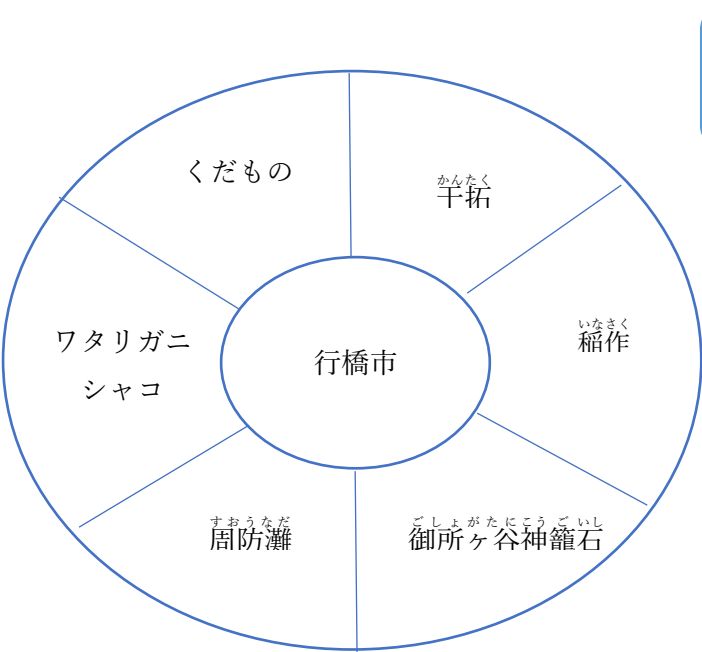 くだもの
かんたく
干拓
いなさく
稲作
ワタリガニ
シャコ
行橋市
すおうなだ
周防灘
ごしょがたにこうごいし
御所ヶ谷神籠石